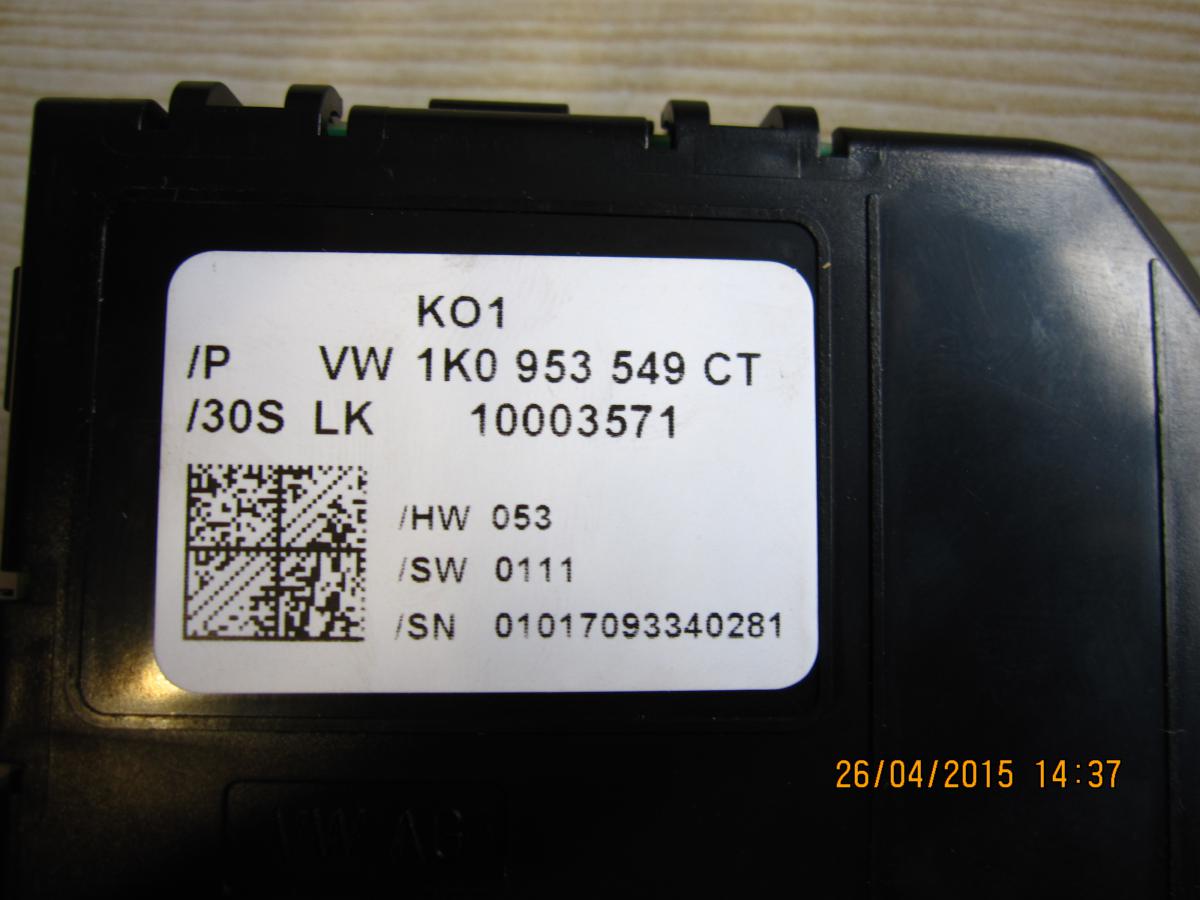 KO1
/P VW 1K0 953 549 CT
/30S LK 10003571
/HW 053
/SW 0111
/SN 01017093340281
26/04/2015 14:37
VW AG